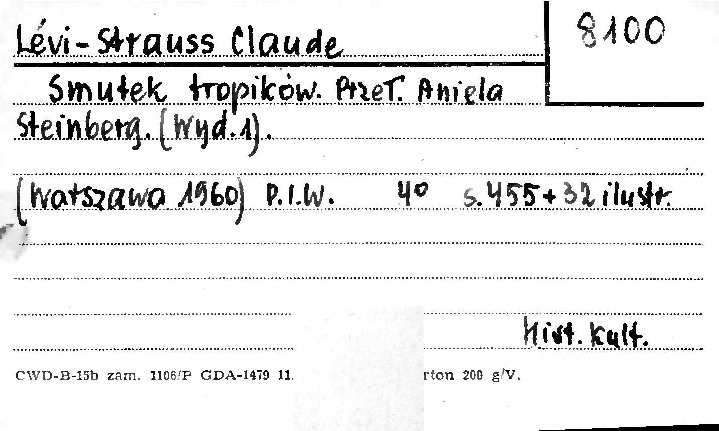 Lévi-Strauss Claude
8100
Smutek tropików. Przeł. Aniela
Steinberg. (Wyd.1).
(Warszawa 1960) P.I.W. 4° s.455+32 ilustr.
Hist. Kult.
CWD-B-15b zam. 1106/P GDA-1479 11. rton 200 g/V.